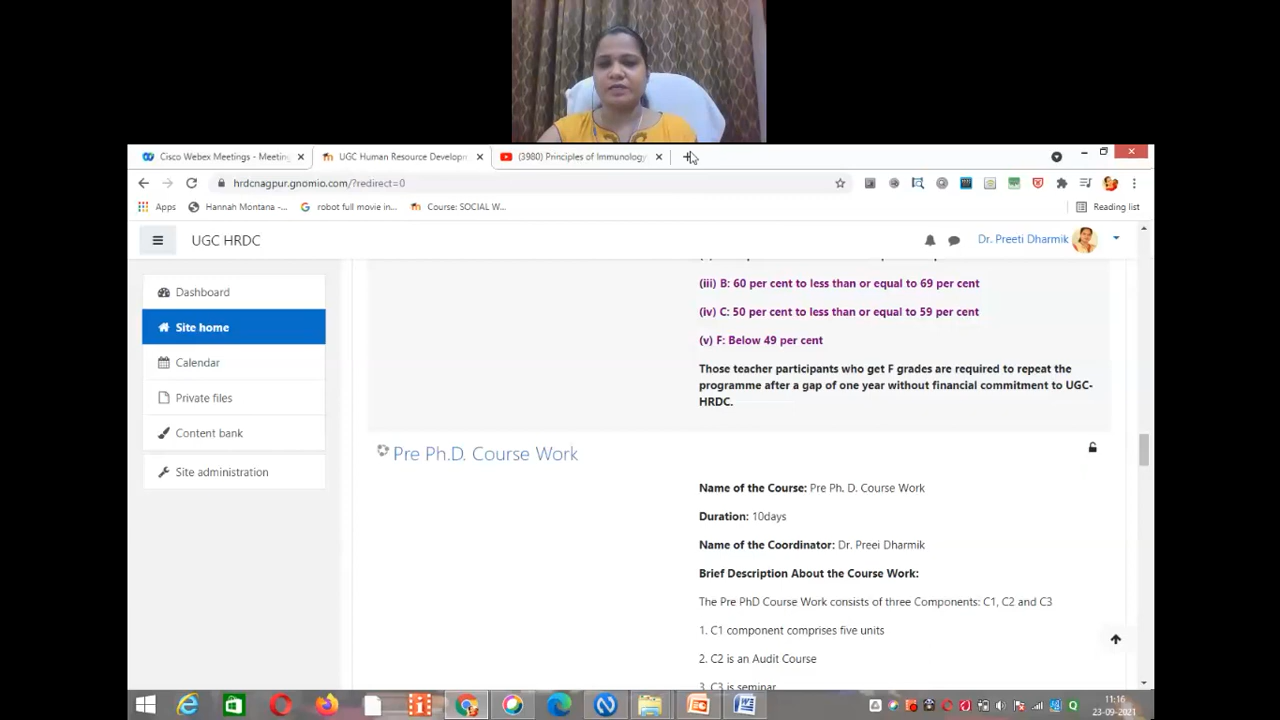 Cisco Webex Meetings - Meeting
UGC Human Resource Developm
(3980) Principles of Immunology
hrdcnagpur.gnomio.com/?redirect=0
Apps
Hannah Montana -...
robot full movie in...
Course: SOCIAL W...
Reading list
UGC HRDC
Dr. Preeti Dharmik
Dashboard
Site home
Calendar
Private files
Content bank
Site administration
(iii) B: 60 per cent to less than or equal to 69 per cent
(iv) C: 50 per cent to less than or equal to 59 per cent
(v) F: Below 49 per cent
Those teacher participants who get F grades are required to repeat the
programme after a gap of one year without financial commitment to UGC-
HRDC.
Pre Ph.D. Course Work
Name of the Course: Pre Ph. D. Course Work
Duration: 10days
Name of the Coordinator: Dr. Preei Dharmik
Brief Description About the Course Work:
The Pre PhD Course Work consists of three Components: C1, C2 and C3
1. C1 component comprises five units
2. C2 is an Audit Course
3. C3 is seminar
11:16
23-09-2021